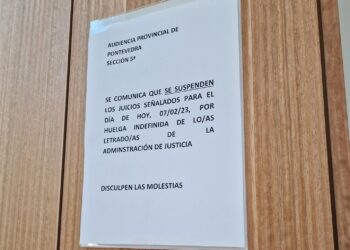 AUDIENCIA PROVINCIAL DE
PONTEVEDRA
SECCIÓN 5ª
SE COMUNICA QUE SE SUSPENDEN
LOS JUICIOS SEÑALADOS PARA EL
DÍA DE HOY, 07/02/23, POR
HUELGA INDEFINIDA DE LO/AS
LETRADO/AS DE LA
ADMINSTRACIÓN DE JUSTICIA
DISCULPEN LAS MOLESTIAS